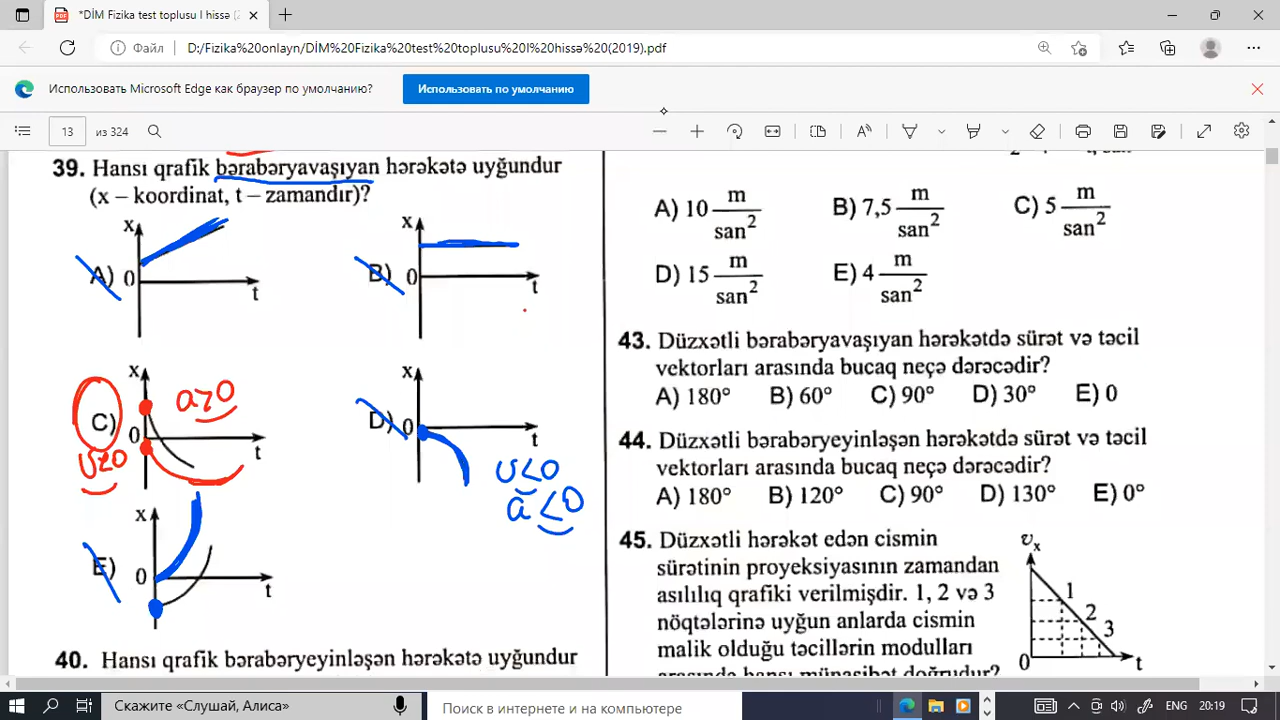 *DİM Fizika test toplusu I hissə (2
Файл
D:/Fizika%20onlayn/DİM%20Fizika%20test%20toplusu%20I%20hissə%20(2019).pdf
Использовать Microsoft Edge как браузер по умолчанию?
Использовать по умолчанию
13 из 324
39. Hansı qrafik bərabəryavaşıyan hərəkətə uyğundur
(x – koordinat, t – zamandır)?
A) x 0 t
B) x 0 t
C) x 0 t
a>0
υ<0
D) x 0 t
υ<0
a<0
E) x 0 t
40. Hansı qrafik bərabəryeyinləşən hərəkətə uyğundur
A) 10 m/san² B) 7,5 m/san² C) 5 m/san²
D) 15 m/san² E) 4 m/san²
43. Düzxətli bərabəryavaşıyan hərəkətdə sürət və təcil
vektorları arasında bucaq neçə dərəcədir?
A) 180° B) 60° C) 90° D) 30° E) 0
44. Düzxətli bərabəryeyinləşən hərəkətdə sürət və təcil
vektorları arasında bucaq neçə dərəcədir?
A) 180° B) 120° C) 90° D) 130° E) 0°
45. Düzxətli hərəkət edən cismin
sürətinin proyeksiyasının zamandan
asılılıq qrafiki verilmişdir. 1, 2 və 3
nöqtələrinə uyğun anlarda cismin
malik olduğu təcillərin modulları
arasında hansı münasibət doğrudur?
υx
1
2
3
0 t
Скажите «Слушай, Алиса»
Поиск в интернете и на компьютере
ENG
20:19